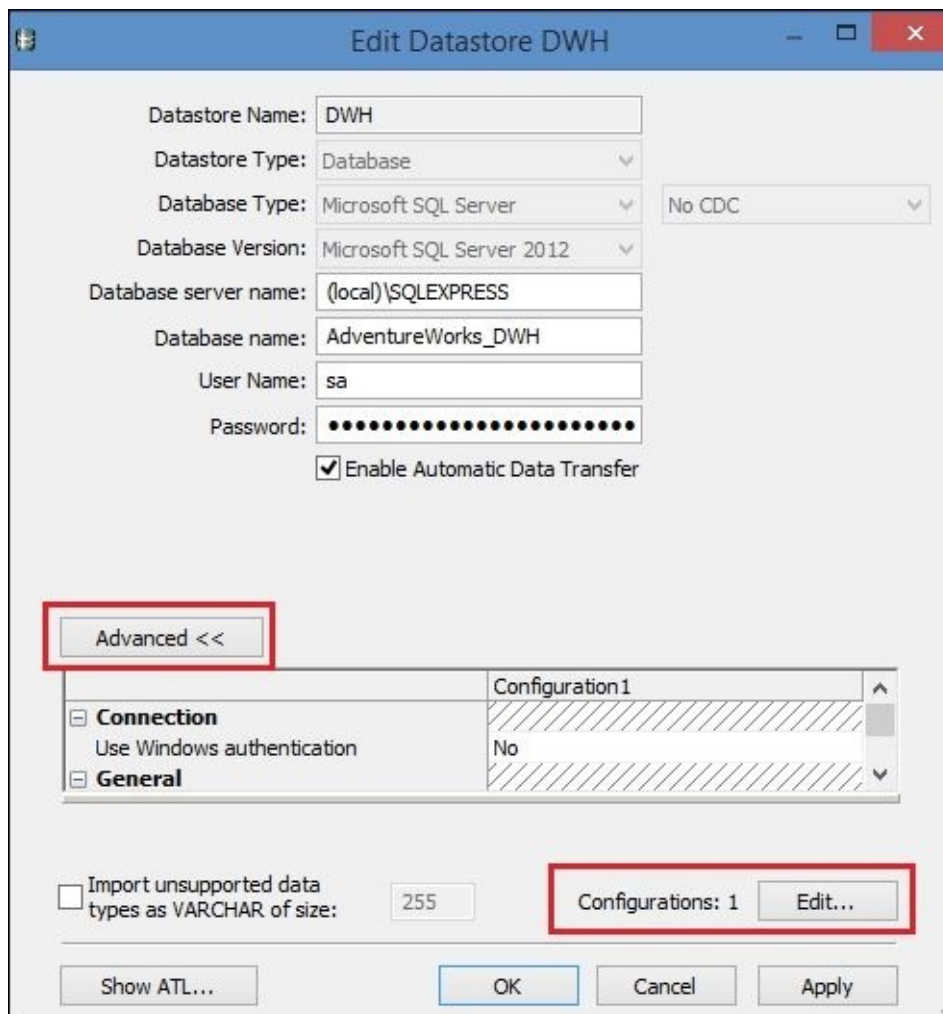 Edit Datastore DWH
Datastore Name: DWH
Datastore Type: Database
Database Type: Microsoft SQL Server No CDC
Database Version: Microsoft SQL Server 2012
Database server name: (local)\SQLEXPRESS
Database name: AdventureWorks_DWH
User Name: sa
Password: ●●●●●●●●●●●●●●●●●●●●●●●
Enable Automatic Data Transfer
Advanced <<
Configuration1
Connection
Use Windows authentication No
General
Import unsupported data
types as VARCHAR of size: 255
Configurations: 1 Edit...
Show ATL... OK Cancel Apply